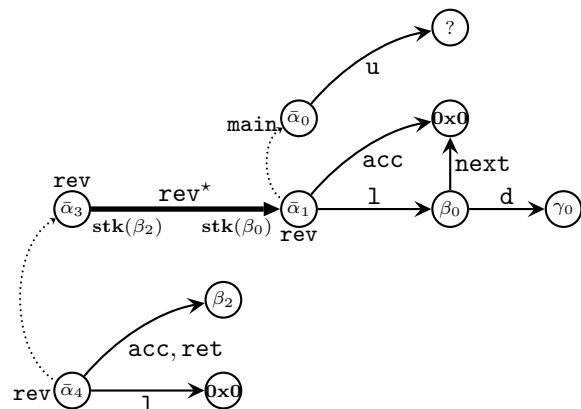 ?
u
main ᾱ₀ 0x0
acc
next
rev rev⋆
ᾱ₃ ᾱ₁ l β₀ d γ₀
stk(β₂) stk(β₀) rev
β₂
acc, ret
rev ᾱ₄ l 0x0